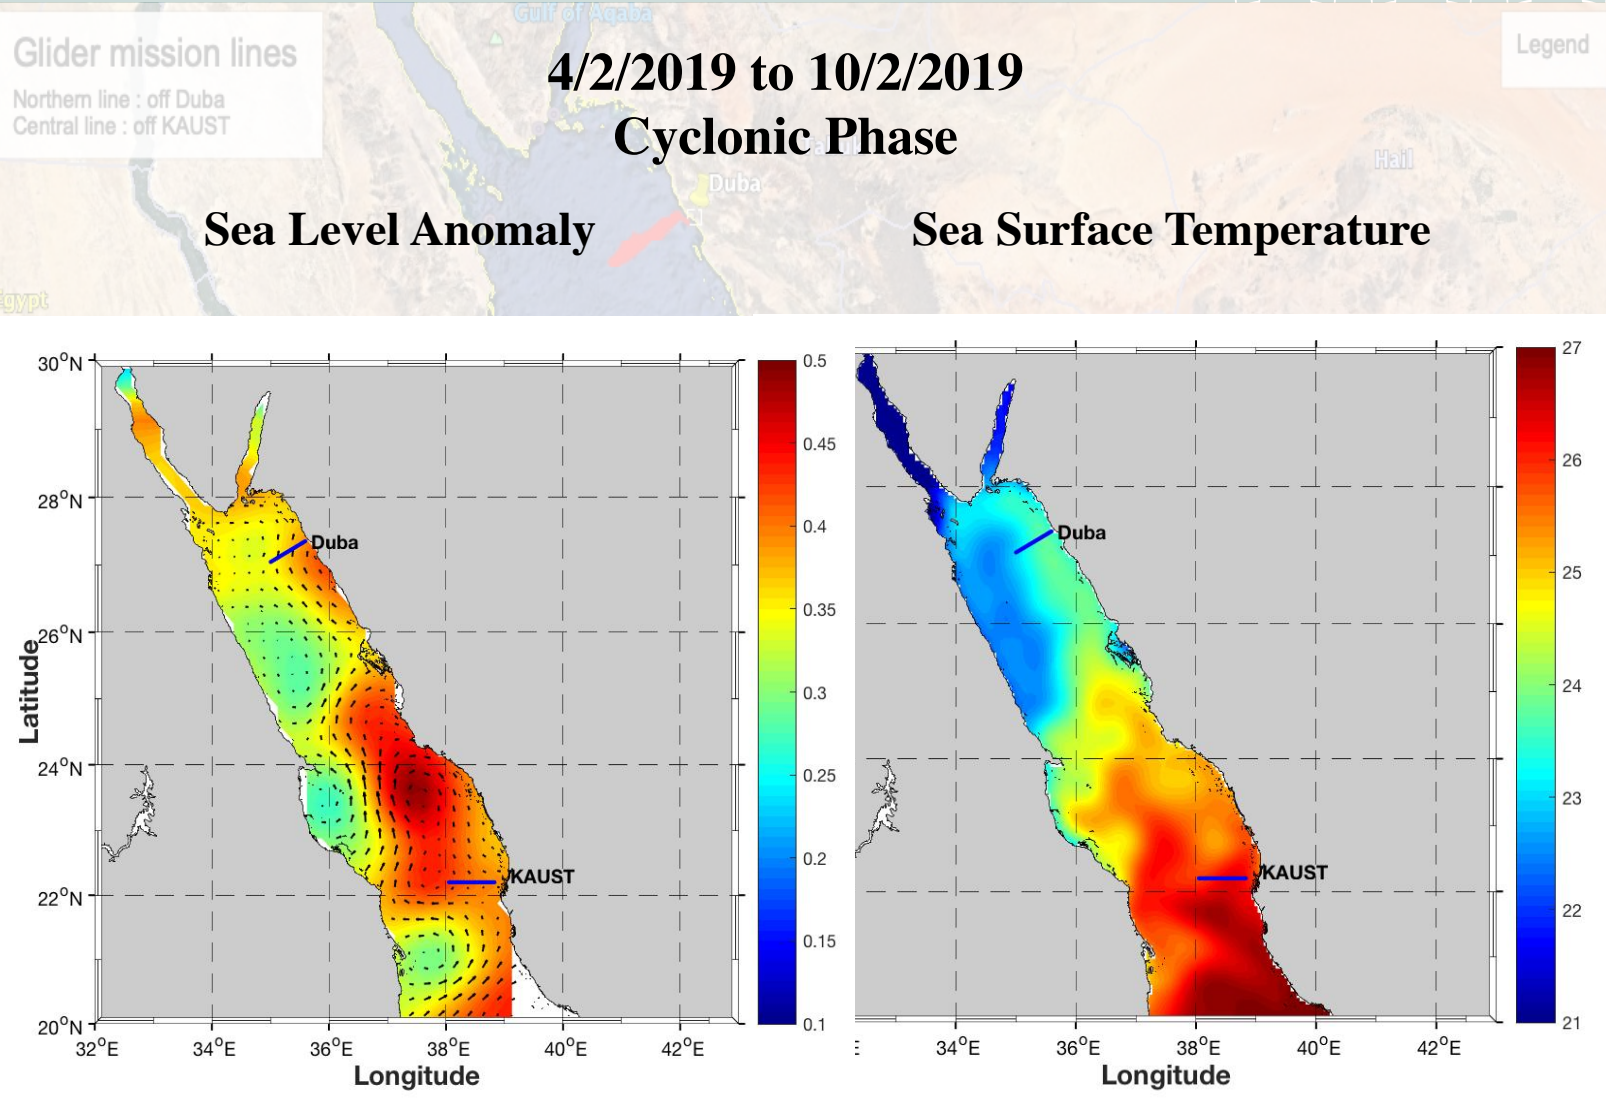 Gulf of Aqaba
Glider mission lines
Legend
4/2/2019 to 10/2/2019
Northern line : off Duba
Central line : off KAUST
Cyclonic Phase
Hail
Duba
Sea Level Anomaly
Sea Surface Temperature
gypt
30°N
28°N
26°N
24°N
22°N
20°N
Latitude
32°E
34°E
36°E
38°E
40°E
42°E
Longitude
Duba
KAUST
0.5
0.45
0.4
0.35
0.3
0.25
0.2
0.15
0.1
Duba
KAUST
E
34°E
36°E
38°E
40°E
42°E
Longitude
27
26
25
24
23
22
21